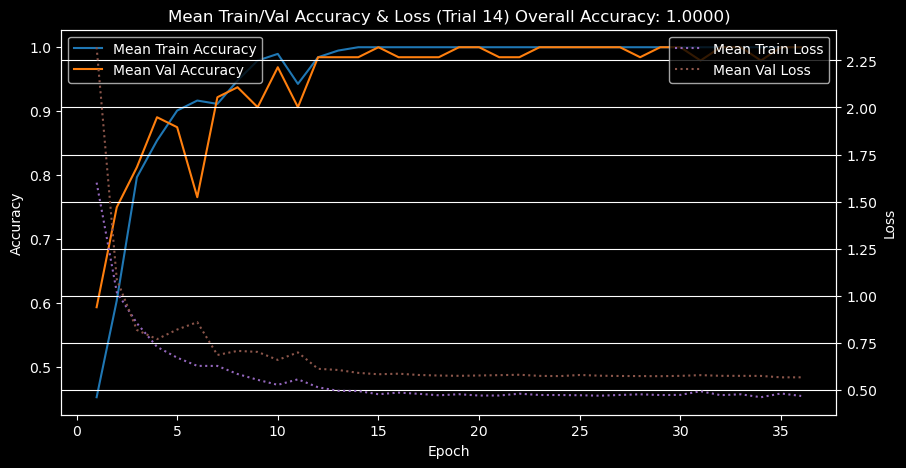 Mean Train/Val Accuracy & Loss (Trial 14) Overall Accuracy: 1.0000)
Mean Train Accuracy
Mean Val Accuracy
Mean Train Loss
Mean Val Loss
1.0
0.9
0.8
0.7
0.6
0.5
Accuracy
2.25
2.00
1.75
1.50
1.25
1.00
0.75
0.50
Loss
0 5 10 15 20 25 30 35
Epoch